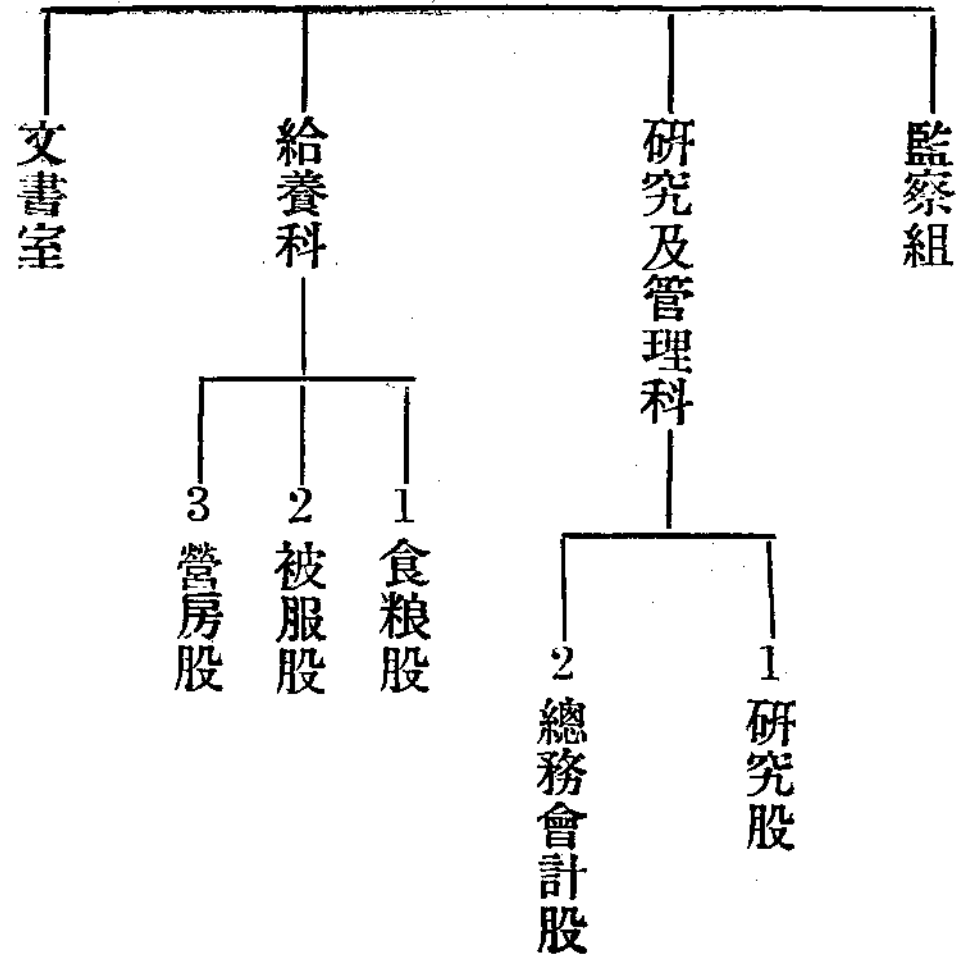 監察組
研究及管理科
1 研究股
2 總務會計股
給養科
1 食粮股
2 被服股
3 營房股
文書室